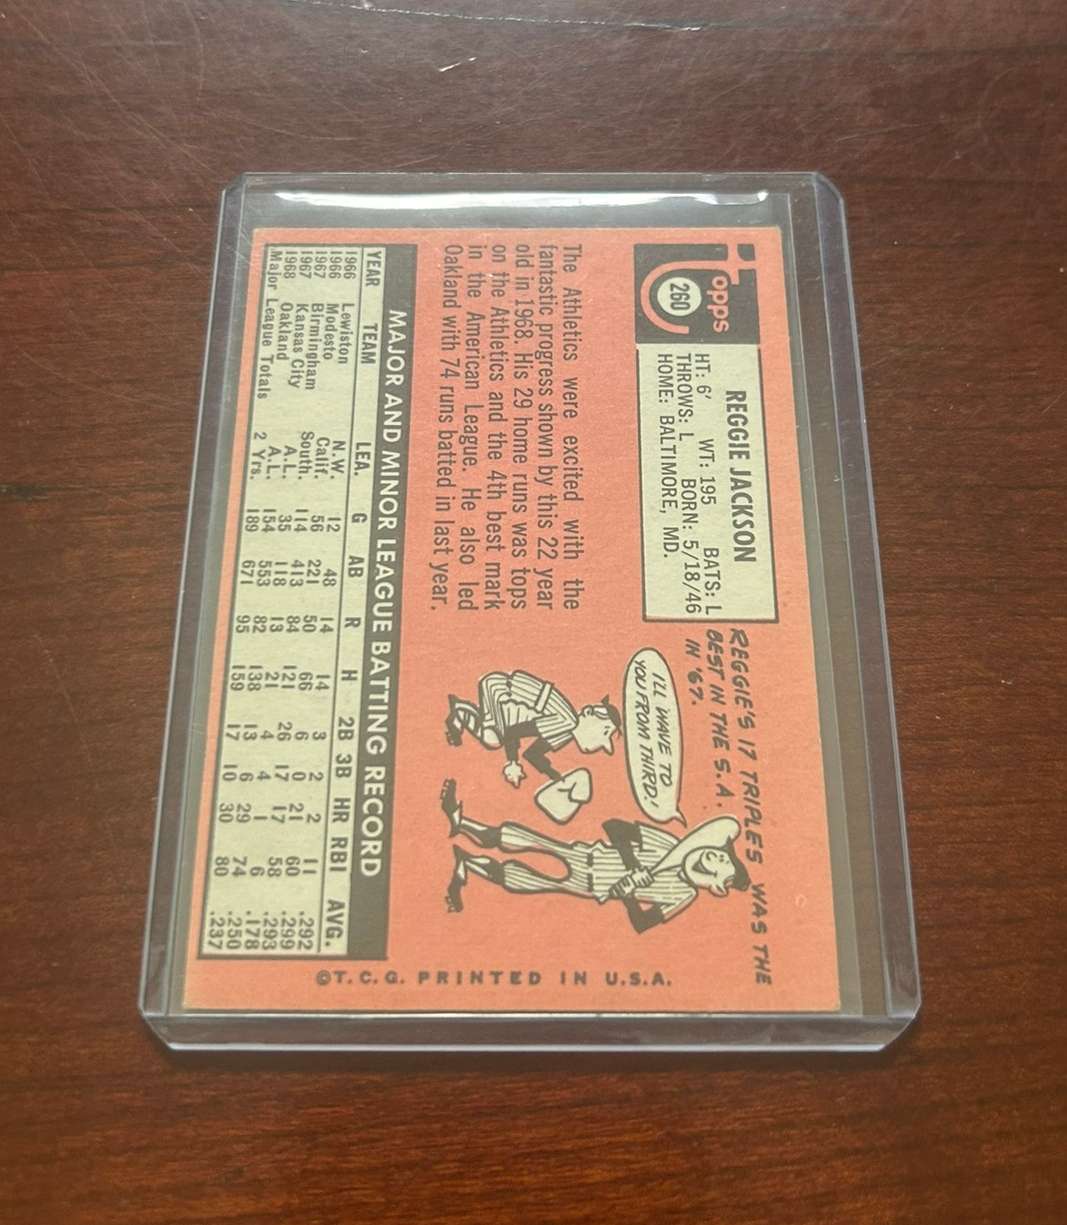 Topps
260
REGGIE JACKSON
HT: 6' WT: 195 BATS: L
THROWS: L BORN: 5/18/46
HOME: BALTIMORE, MD.
REGGIE'S 17 TRIPLES WAS THE
BEST IN THE S.A.
IN '67.
I'LL WAVE TO
YOU FROM THIRD!
The Athletics were excited with the
fantastic progress shown by this 22 year
old in 1968. His 29 home runs was tops
on the Athletics and the 4th best mark
in the American League. He also led
Oakland with 74 runs batted in last year.
MAJOR AND MINOR LEAGUE BATTING RECORD
YEAR TEAM LEA. G AB R H 2B 3B HR RBI AVG.
1966 Lewiston N.W. 12 48 14 14 3 2 2 11 .292
1966 Modesto Calif. 56 221 50 66 6 0 21 60 .299
1967 Birmingham South. 114 413 84 121 26 17 17 58 .293
1967 Kansas City A.L. 35 118 13 21 4 4 1 6 .178
1968 Oakland A.L. 154 553 82 138 13 6 29 74 .250
Major League Totals 2 Yrs. 189 671 95 159 17 10 30 80 .237
©T.C.G. PRINTED IN U.S.A.